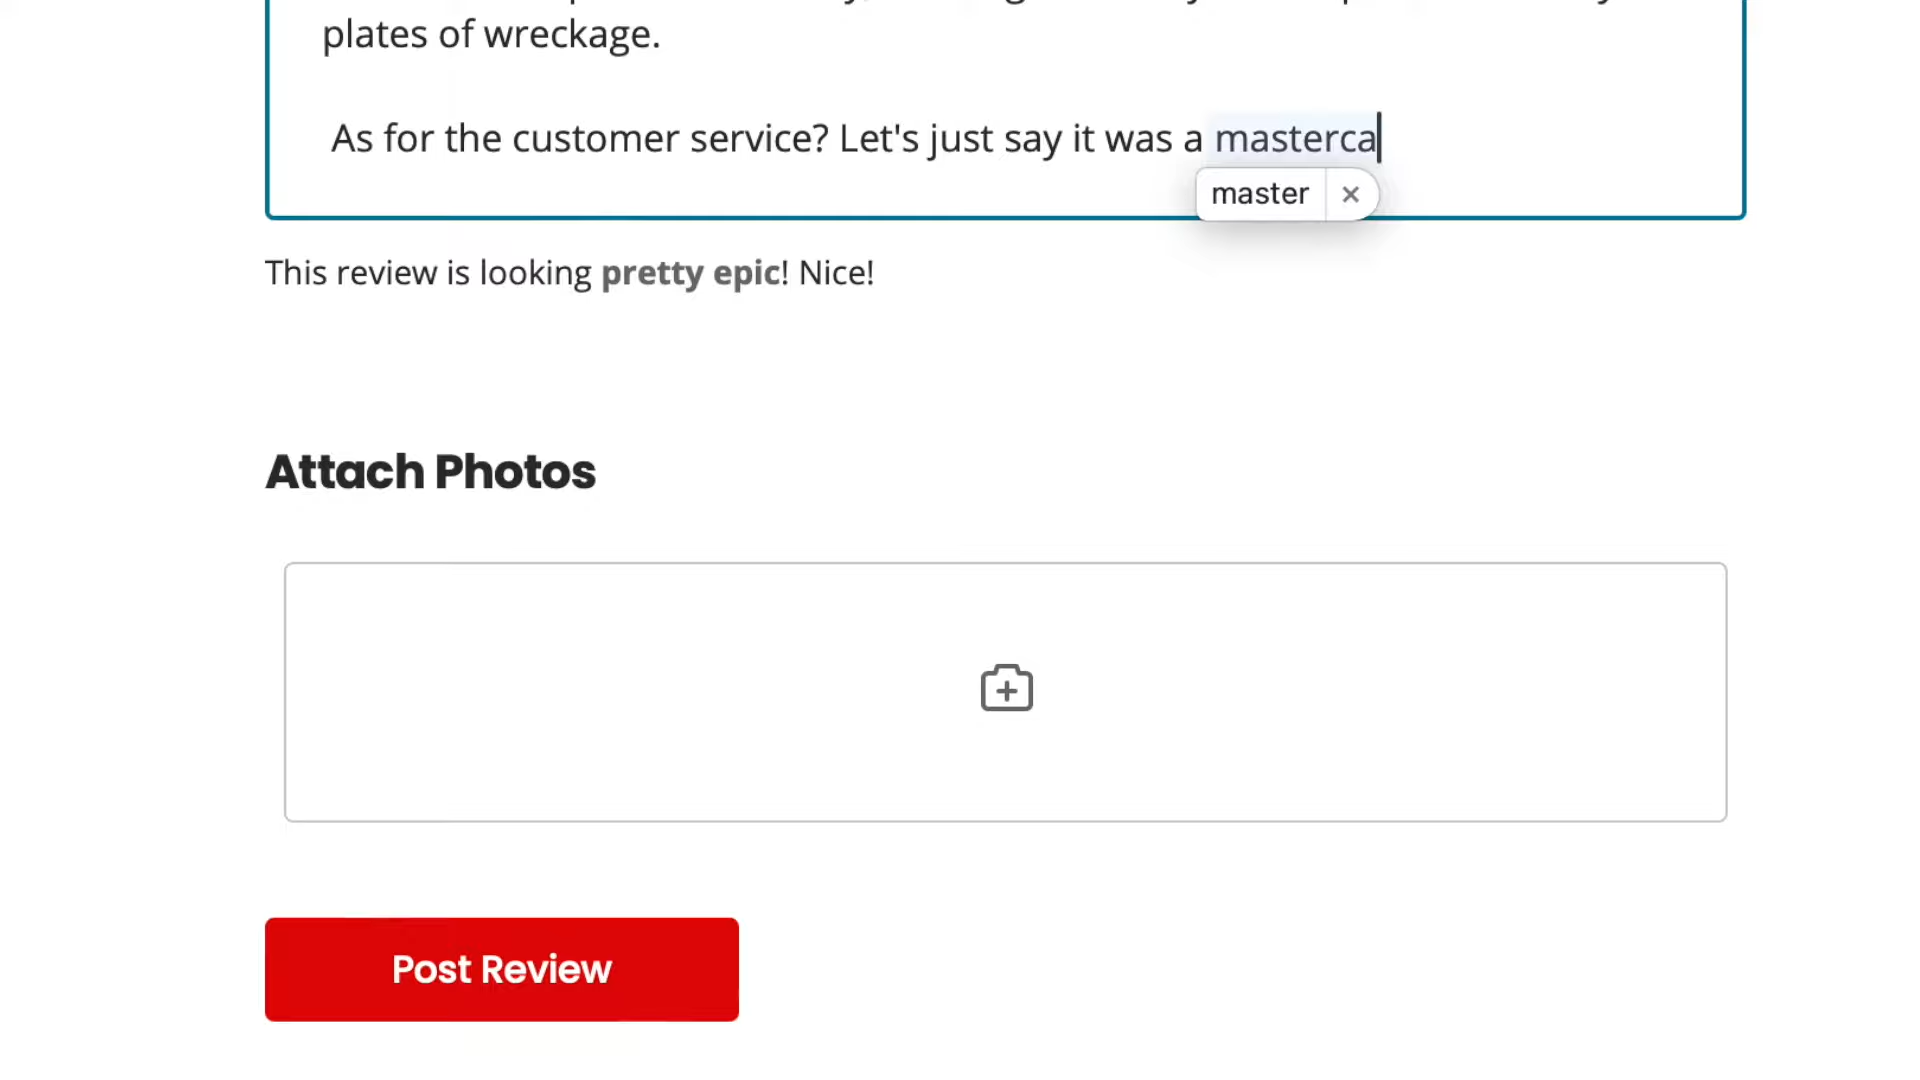 plates of wreckage.
As for the customer service? Let's just say it was a masterca
master
This review is looking pretty epic! Nice!
Attach Photos
Post Review